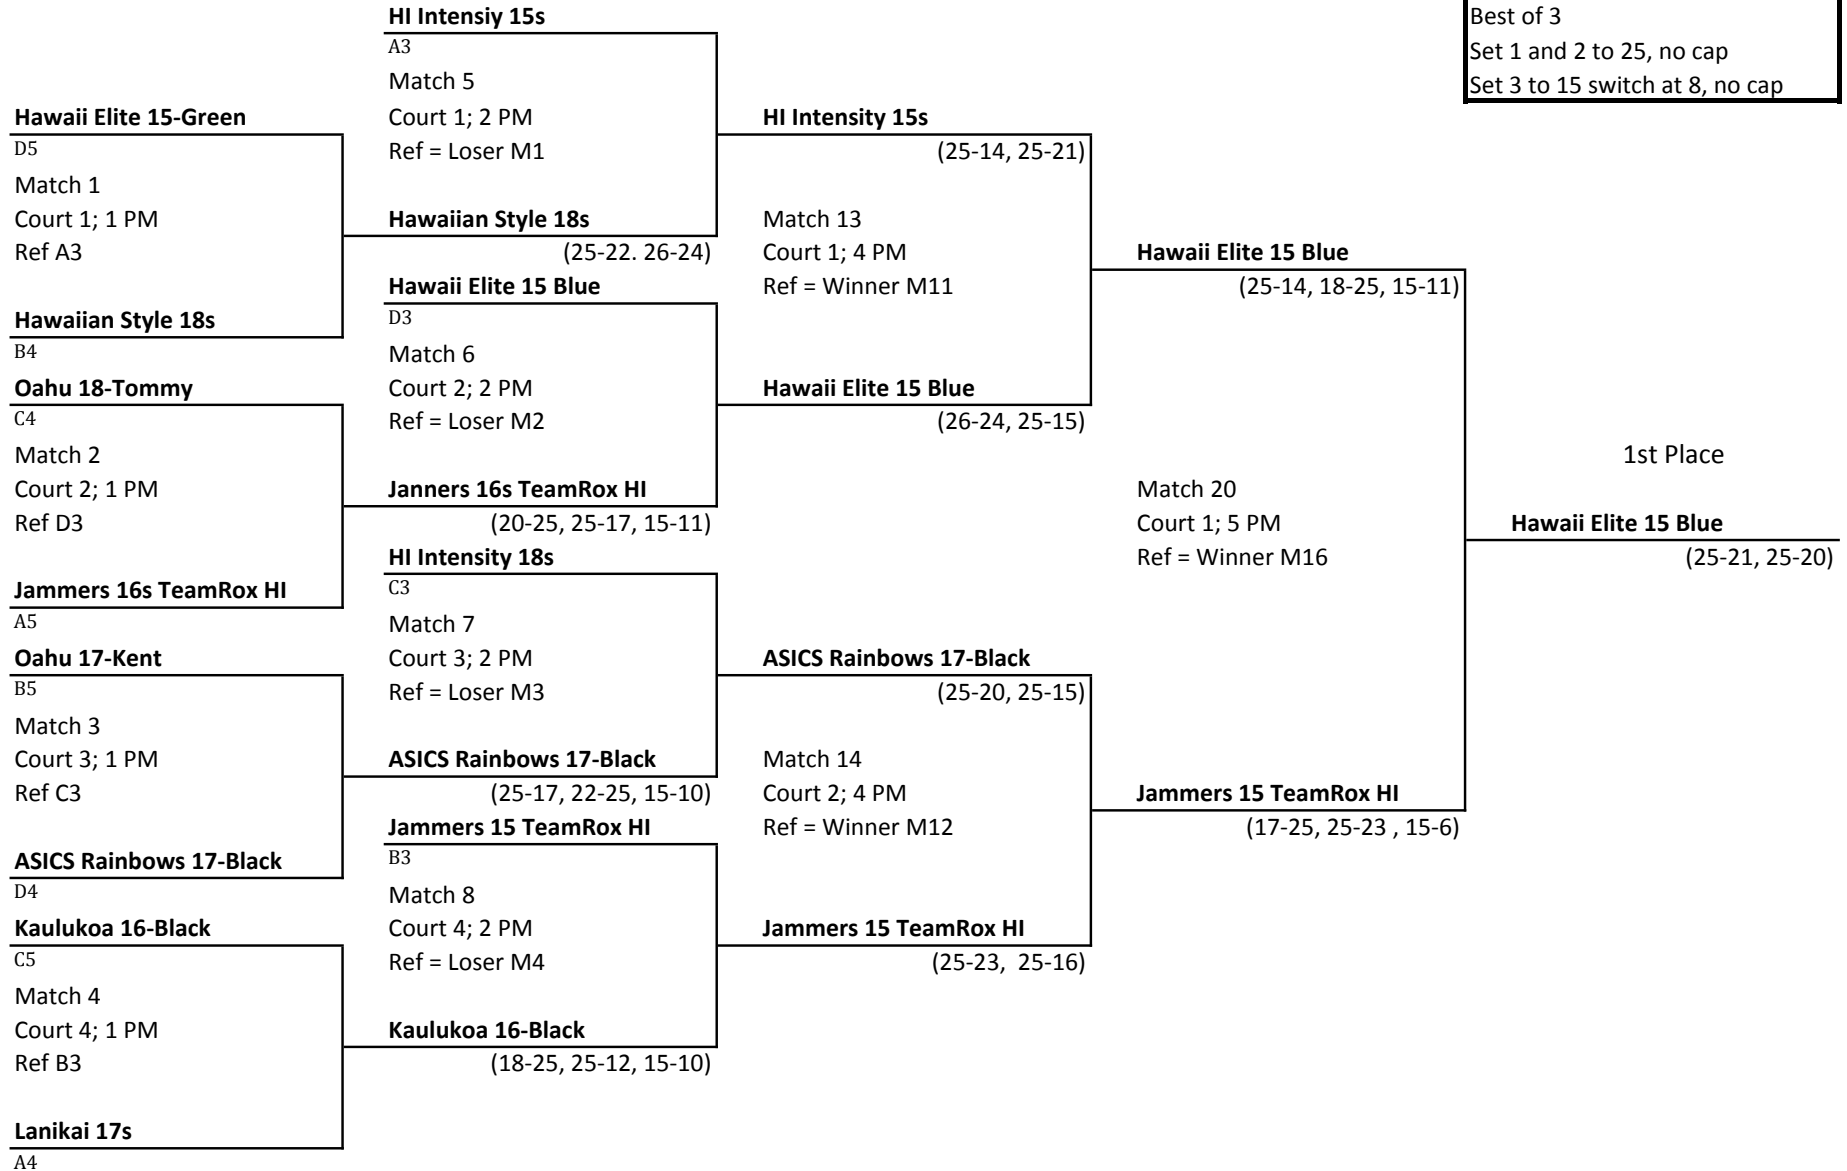 HI Intensiy 15s
A3
Match 5
Court 1; 2 PM
Ref = Loser M1
Hawaiian Style 18s
(25-22. 26-24)
Best of 3
Set 1 and 2 to 25, no cap
Set 3 to 15 switch at 8, no cap
Hawaii Elite 15-Green
D5
Match 1
Court 1; 1 PM
Ref A3
Hawaiian Style 18s
B4
Oahu 18-Tommy
C4
Match 2
Court 2; 1 PM
Ref D3
Jammers 16s TeamRox HI
A5
Oahu 17-Kent
B5
Match 3
Court 3; 1 PM
Ref C3
ASICS Rainbows 17-Black
D4
Kaulukoa 16-Black
C5
Match 4
Court 4; 1 PM
Ref B3
Lanikai 17s
A4
Hawaii Elite 15 Blue
D3
Match 6
Court 2; 2 PM
Ref = Loser M2
Janners 16s TeamRox HI
(20-25, 25-17, 15-11)
HI Intensity 18s
C3
Match 7
Court 3; 2 PM
Ref = Loser M3
ASICS Rainbows 17-Black
(25-17, 22-25, 15-10)
Jammers 15 TeamRox HI
B3
Match 8
Court 4; 2 PM
Ref = Loser M4
Kaulukoa 16-Black
(18-25, 25-12, 15-10)
HI Intensity 15s
(25-14, 25-21)
Match 13
Court 1; 4 PM
Ref = Winner M11
Hawaii Elite 15 Blue
(26-24, 25-15)
ASICS Rainbows 17-Black
(25-20, 25-15)
Match 14
Court 2; 4 PM
Ref = Winner M12
Jammers 15 TeamRox HI
(25-23,  25-16)
Hawaii Elite 15 Blue
(25-14, 18-25, 15-11)
Match 20
Court 1; 5 PM
Ref = Winner M16
Jammers 15 TeamRox HI
(17-25, 25-23 , 15-6)
1st Place
Hawaii Elite 15 Blue
(25-21, 25-20)